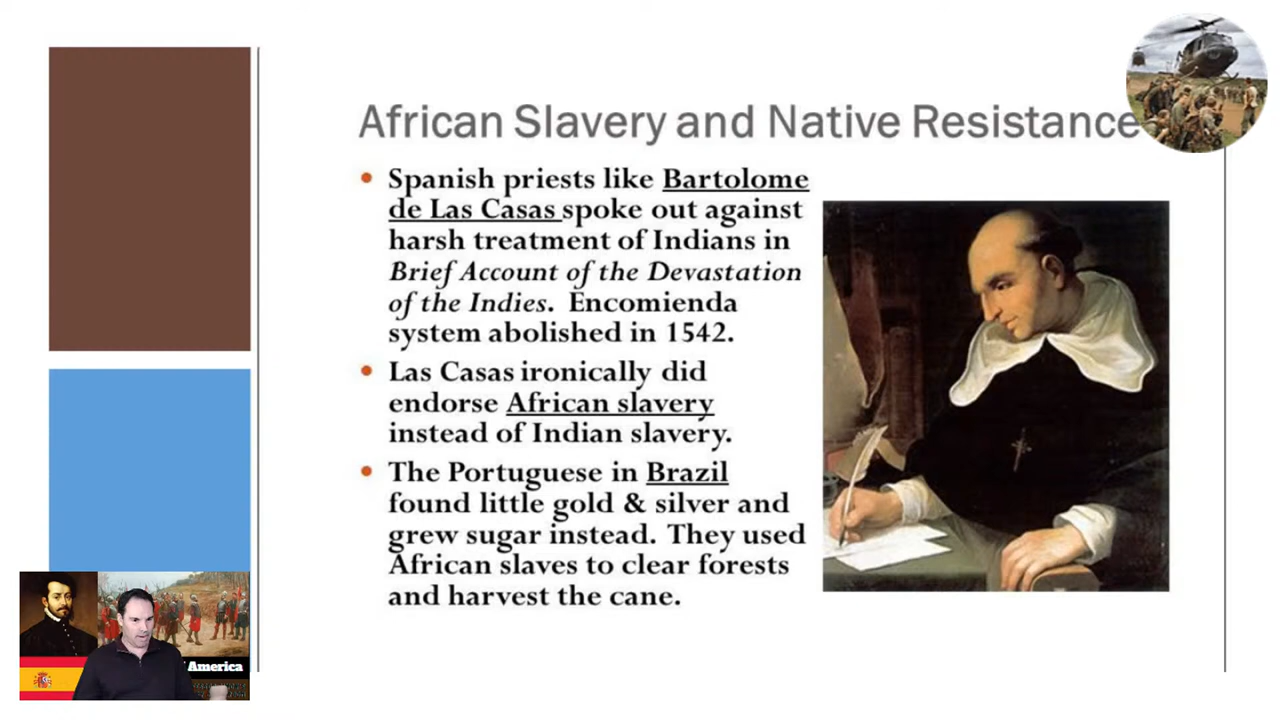 African Slavery and Native Resistance
• Spanish priests like Bartolome
de Las Casas spoke out against
harsh treatment of Indians in
Brief Account of the Devastation
of the Indies. Encomienda
system abolished in 1542.
• Las Casas ironically did
endorse African slavery
instead of Indian slavery.
• The Portuguese in Brazil
found little gold & silver and
grew sugar instead. They used
African slaves to clear forests
and harvest the cane.
America